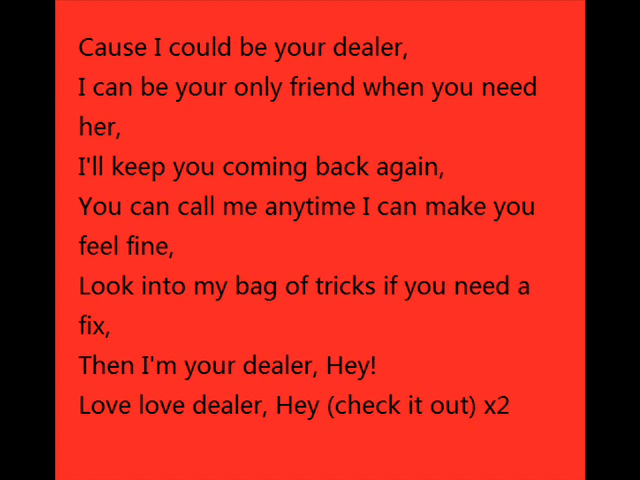 Cause I could be your dealer,
I can be your only friend when you need
her,
I'll keep you coming back again,
You can call me anytime I can make you
feel fine,
Look into my bag of tricks if you need a
fix,
Then I'm your dealer, Hey!
Love love dealer, Hey (check it out) x2